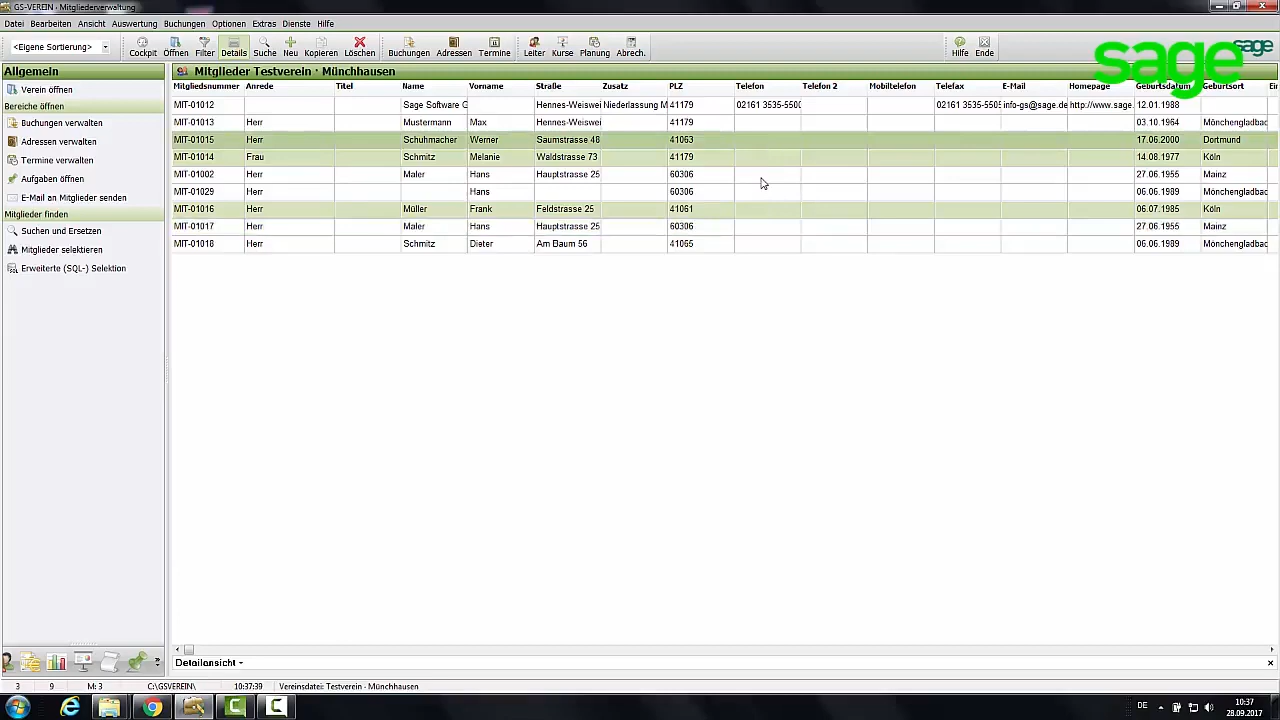 GS-VEREIN - Mitgliederverwaltung
Datei Bearbeiten Ansicht Auswertung Buchungen Optionen Extras Dienste Hilfe
<Eigene Sortierung> Cockpit Öffnen Filter Details Suche Neu Kopieren Löschen Buchungen Adressen Termine Leiter Kurse Planung Abrech. Hilfe Ende
sage
sage
Allgemein
Verein öffnen
Bereiche öffnen
Buchungen verwalten
Adressen verwalten
Termine verwalten
Aufgaben öffnen
E-Mail an Mitglieder senden
Mitglieder finden
Suchen und Ersetzen
Mitglieder selektieren
Erweiterte (SQL-) Selektion
Mitglieder Testverein · Münchhausen
Mitgliedsnummer Anrede Titel Name Vorname Straße Zusatz PLZ Telefon Telefon 2 Mobiltelefon Telefax E-Mail Homepage Geburtsdatum Geburtsort Ei
MIT-01012 Sage Software G Hennes-Weiswei Niederlassung M 41179 02161 3535-5500 02161 3535-5505 info-gs@sage.de http://www.sage. 12.01.1988
MIT-01013 Herr Mustermann Max Hennes-Weiswei 41179 03.10.1964 Mönchengladbac
MIT-01015 Herr Schuhmacher Werner Saumstrasse 48 41063 17.06.2000 Dortmund
MIT-01014 Frau Schmitz Melanie Waldstrasse 73 41179 14.08.1977 Köln
MIT-01002 Herr Maler Hans Hauptstrasse 25 60306 27.06.1955 Mainz
MIT-01029 Herr Hans 60306 06.06.1989 Mönchengladbac
MIT-01016 Herr Müller Frank Feldstrasse 25 41061 06.07.1985 Köln
MIT-01017 Herr Maler Hans Hauptstrasse 25 60306 27.06.1955 Mainz
MIT-01018 Herr Schmitz Dieter Am Baum 56 41065 06.06.1989 Mönchengladbac
Detailansicht
3 9 M: 3 C:\GSVEREIN\ 10:37:39 Vereinsdatei: Testverein - Münchhausen
DE 10:37
28.09.2017